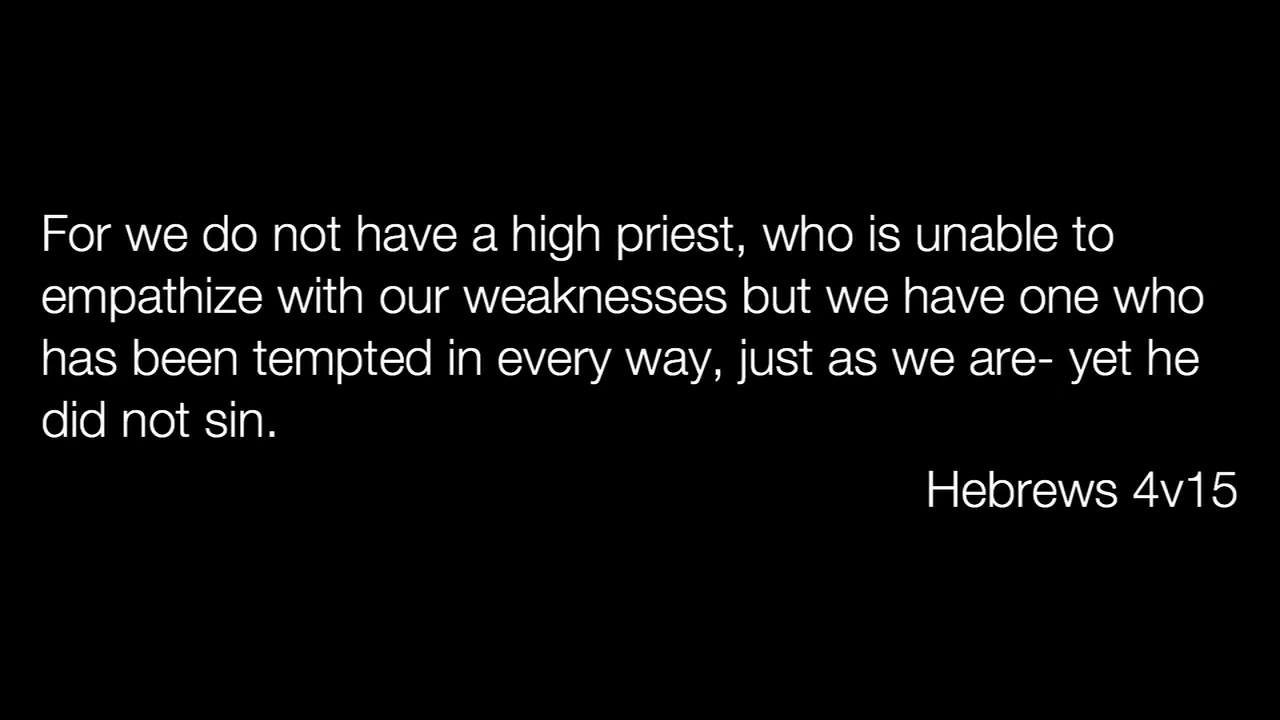 For we do not have a high priest, who is unable to
empathize with our weaknesses but we have one who
has been tempted in every way, just as we are- yet he
did not sin.
Hebrews 4v15